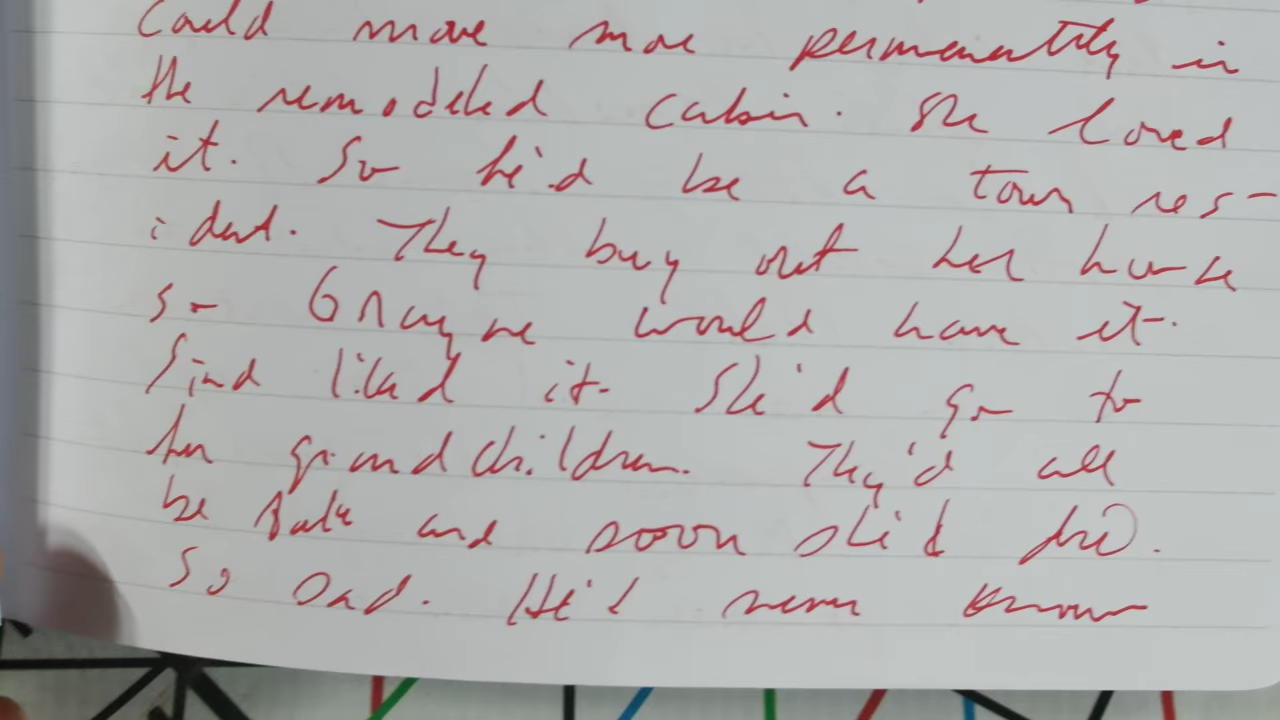 could move more permenently in
the remodeled cabin. She loved
it. So he'd be a town res-
ident. They buy out her house
so Grayne would have it.
liked it. She'd go to
her grandchildren. They'd all
be safe and soon she'd die.
So sad. He'd never know